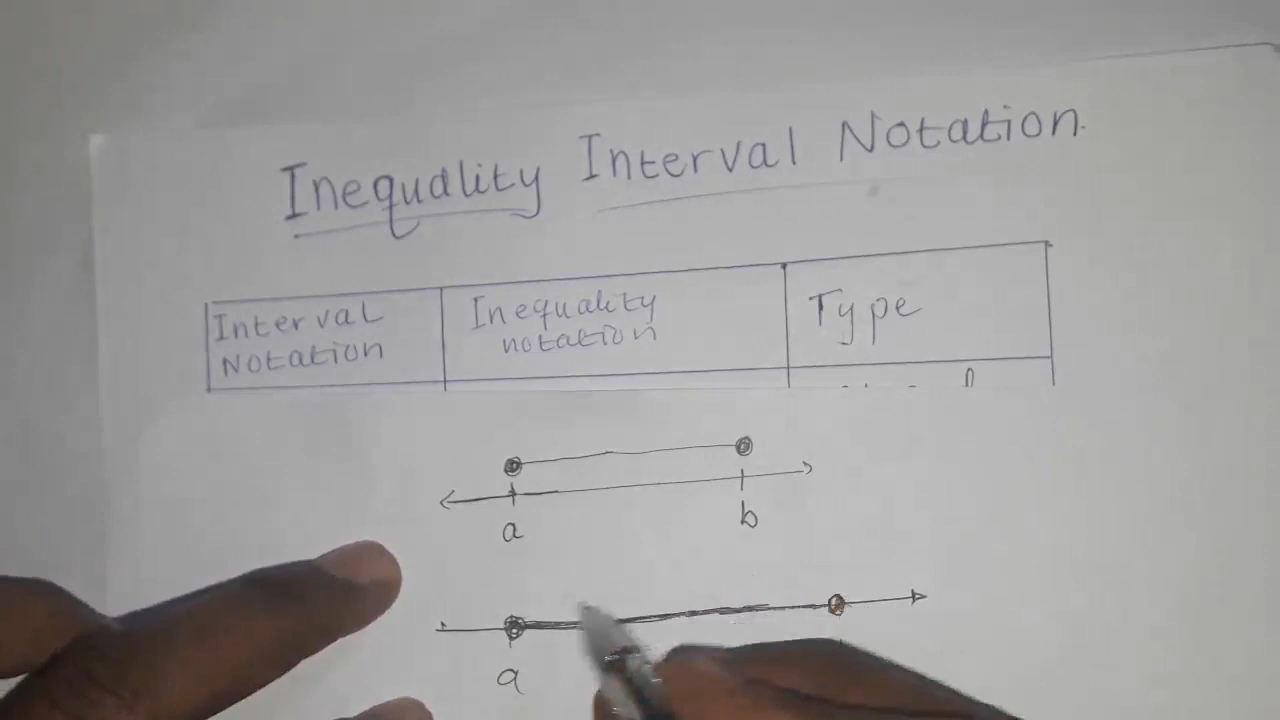 Inequality Interval Notation.
Interval Notation
Inequality notation
Type
a
b
a